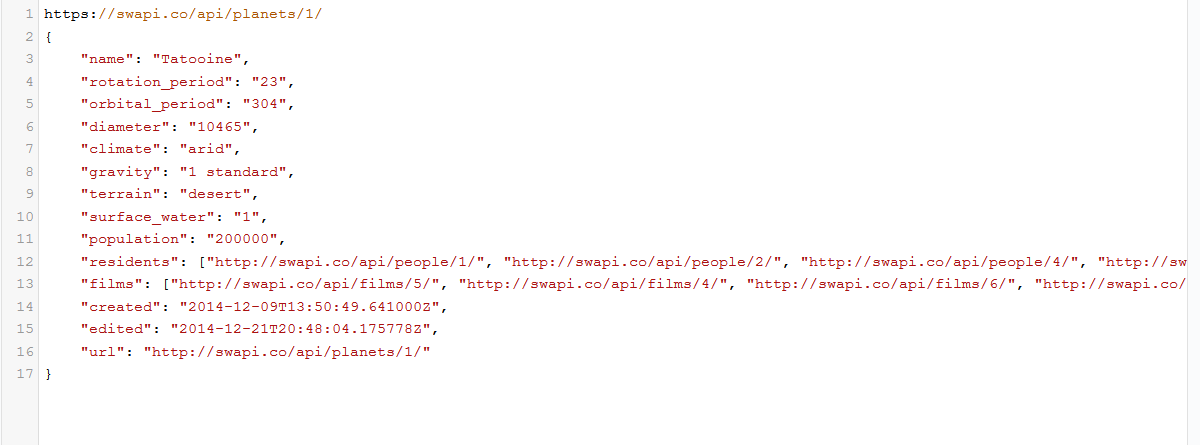 1 https://swapi.co/api/planets/1/
2 {
3     "name": "Tatooine",
4     "rotation_period": "23",
5     "orbital_period": "304",
6     "diameter": "10465",
7     "climate": "arid",
8     "gravity": "1 standard",
9     "terrain": "desert",
10     "surface_water": "1",
11     "population": "200000",
12     "residents": ["http://swapi.co/api/people/1/", "http://swapi.co/api/people/2/", "http://swapi.co/api/people/4/", "http://sw
13     "films": ["http://swapi.co/api/films/5/", "http://swapi.co/api/films/4/", "http://swapi.co/api/films/6/", "http://swapi.co/
14     "created": "2014-12-09T13:50:49.641000Z",
15     "edited": "2014-12-21T20:48:04.175778Z",
16     "url": "http://swapi.co/api/planets/1/"
17 }